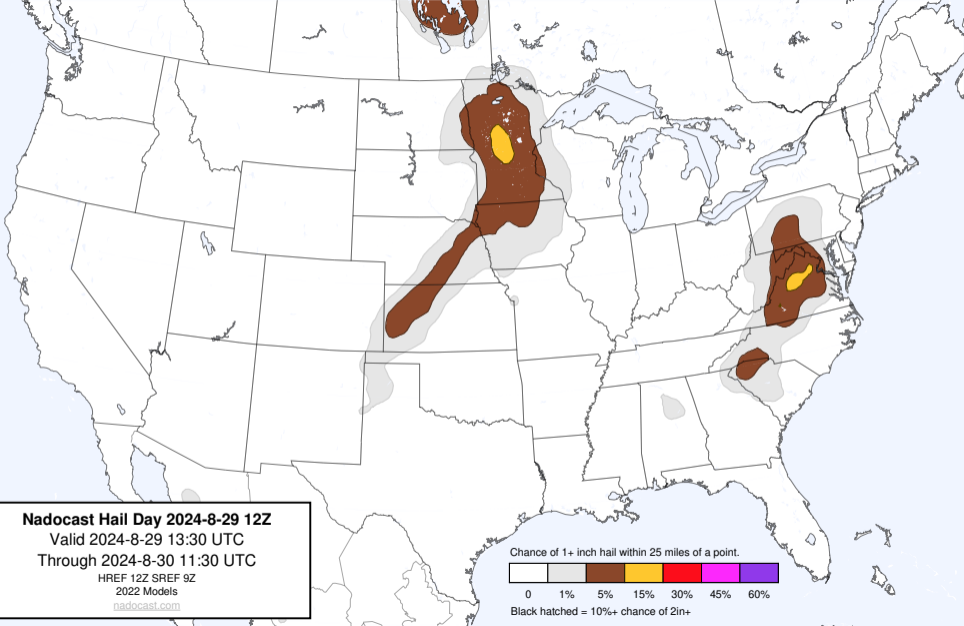 Nadocast Hail Day 2024-8-29 12Z
Valid 2024-8-29 13:30 UTC
Through 2024-8-30 11:30 UTC
HREF 12Z SREF 9Z
2022 Models
nadocast.com
Chance of 1+ inch hail within 25 miles of a point.
0 1% 5% 15% 30% 45% 60%
Black hatched = 10%+ chance of 2in+